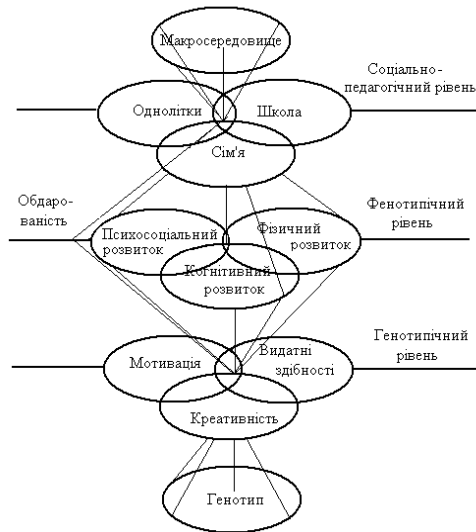 Макросередовище
Соціально-
педагогічний рівень
Однолітки
Школа
Сім'я
Обдаро-
ваність
Фенотипічний
рівень
Психосоціальний
розвиток
Фізичний
розвиток
Когнітивний
розвиток
Генотипічний
рівень
Мотивація
Видатні
здібності
Креативність
Генотип